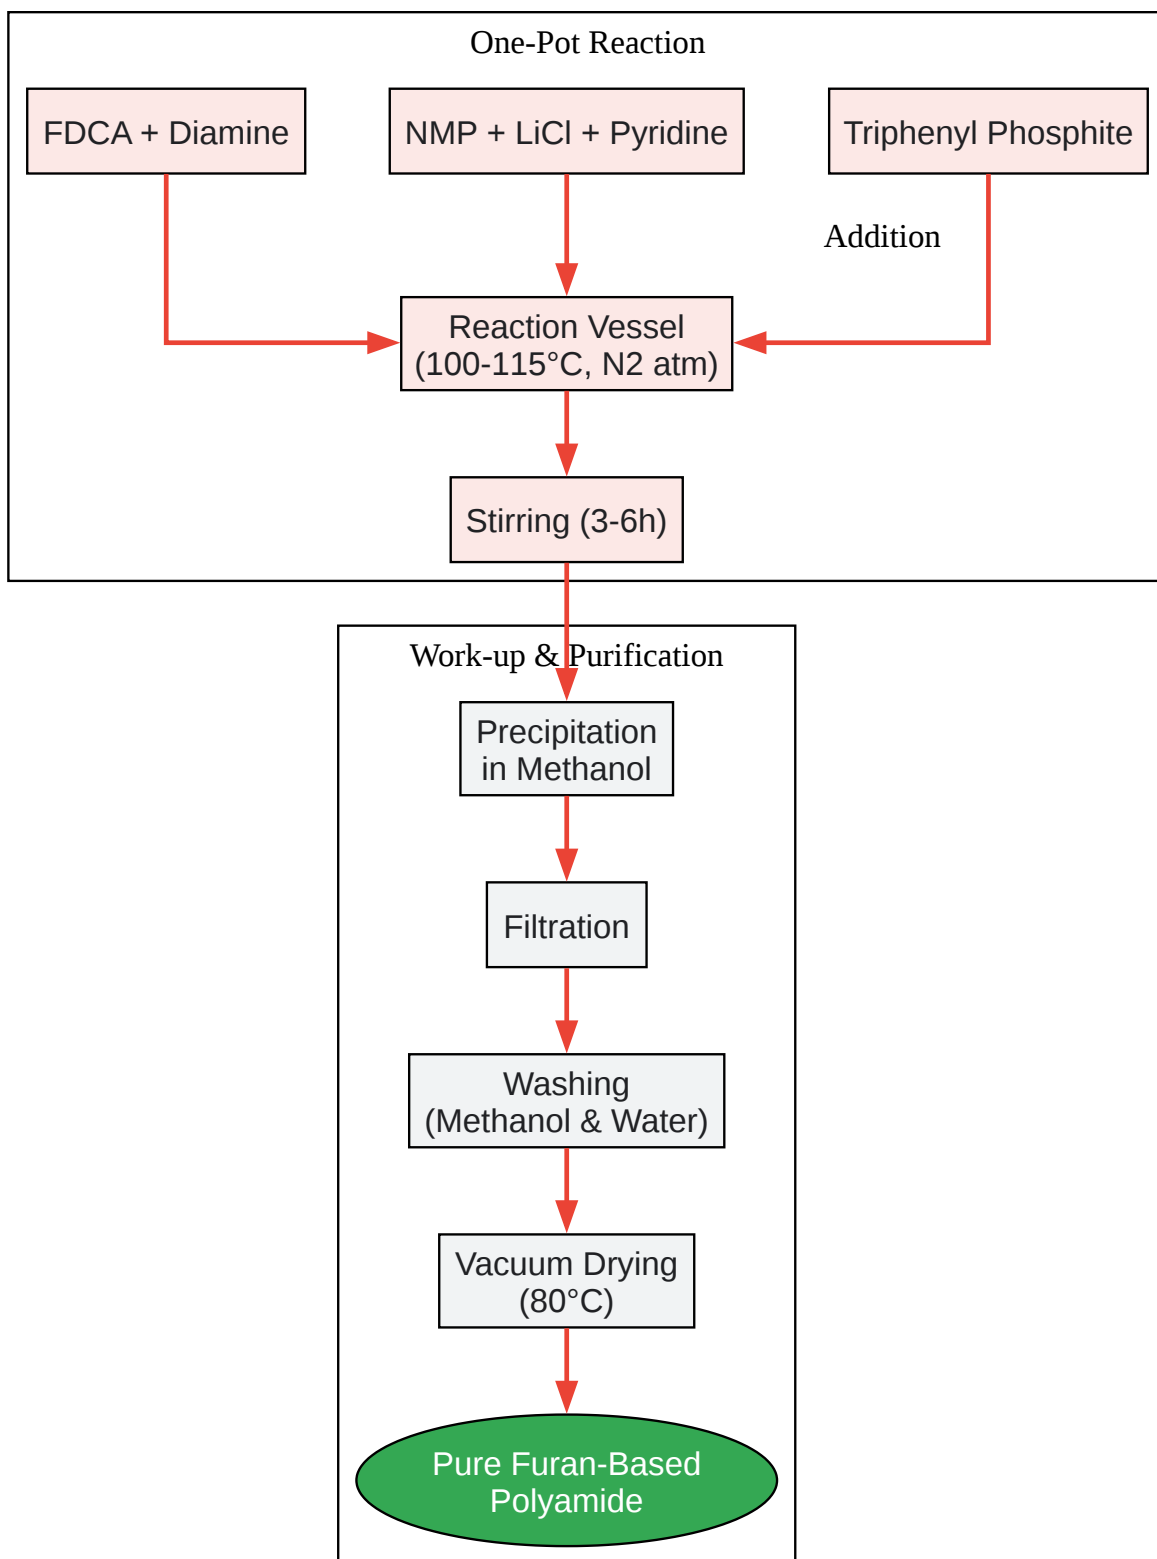 One-Pot Reaction
FDCA + Diamine
NMP + LiCl + Pyridine
Triphenyl Phosphite
Addition
Reaction Vessel
(100-115°C, N2 atm)
Stirring (3-6h)
Work-up & Purification
Precipitation
in Methanol
Filtration
Washing
(Methanol & Water)
Vacuum Drying
(80°C)
Pure Furan-Based
Polyamide